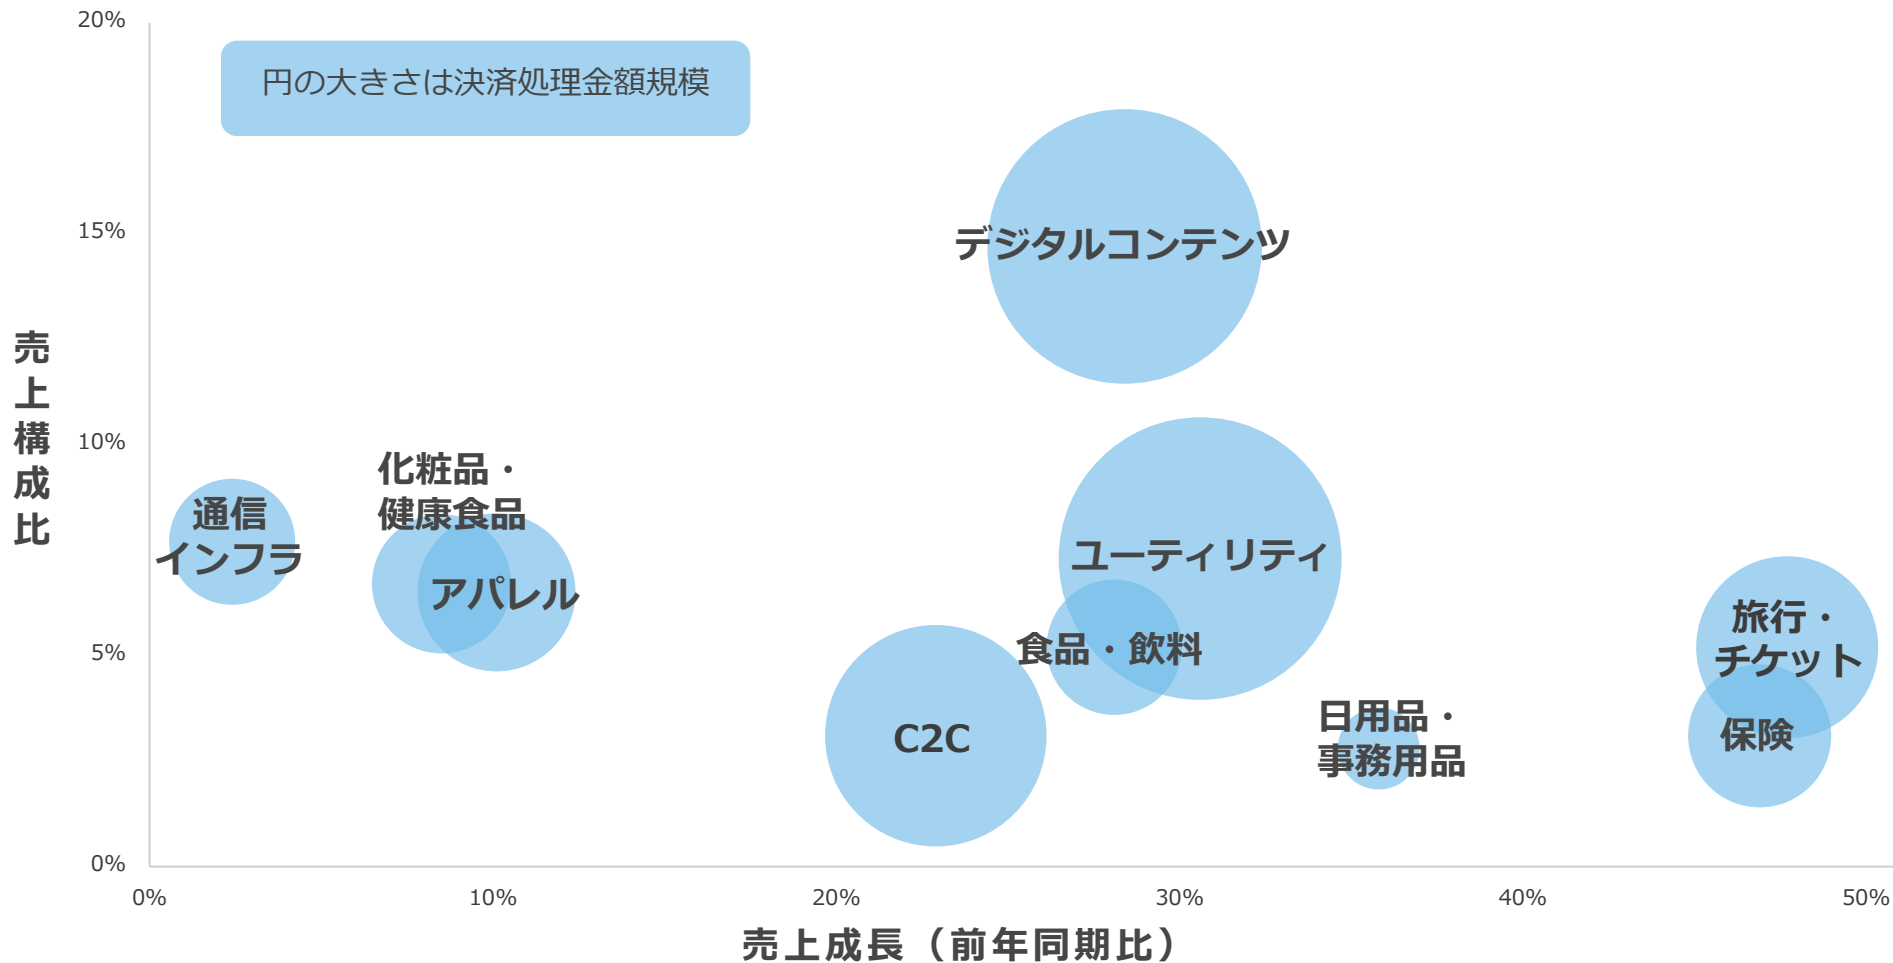 20%
円の大きさは決済処理金額規模
15%
デジタルコンテンツ
売上構成比
10%
化粧品・
健康食品
通信
インフラ
アパレル
ユーティリティ
食品・飲料
旅行・
チケット
5%
C2C
日用品・
事務用品
保険
0%
0%
10%
20%
30%
40%
50%
売上成長（前年同期比）